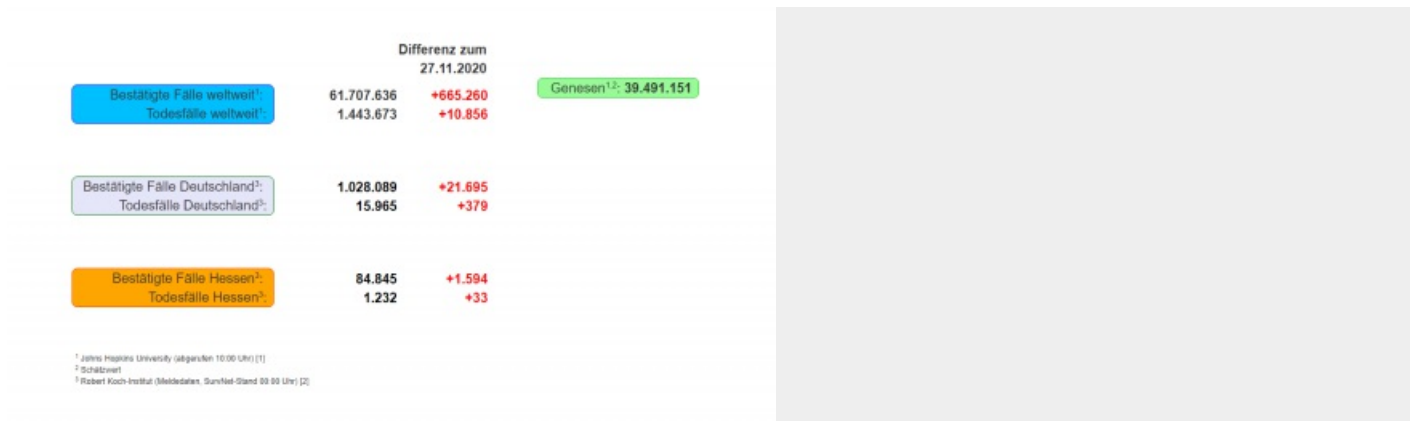 Differenz zum
27.11.2020
Genesen¹,²: 39.491.151
Bestätigte Fälle weltweit¹: 61.707.636 +665.260
Todesfälle weltweit¹: 1.443.673 +10.856
Bestätigte Fälle Deutschland³: 1.028.089 +21.695
Todesfälle Deutschland³: 15.965 +379
Bestätigte Fälle Hessen³: 84.845 +1.594
Todesfälle Hessen³: 1.232 +33
¹ Johns Hopkins University (abgerufen 10:00 Uhr) [1]
² Schätzwert
³ Robert Koch-Institut (Meldedaten, SurvNet-Stand 00:00 Uhr) [2]